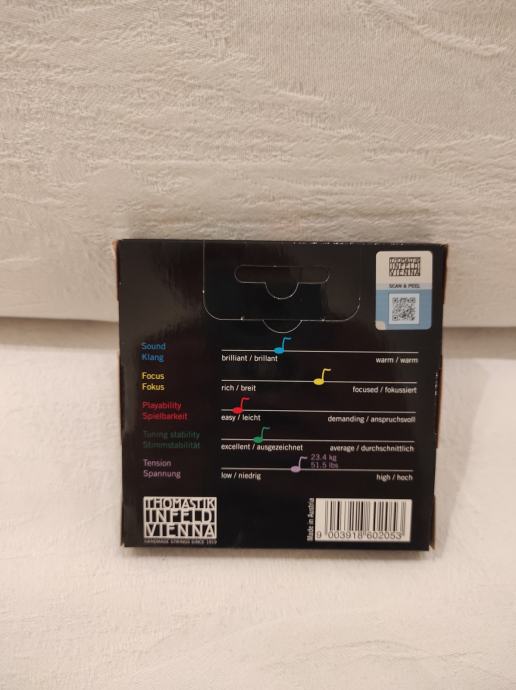 THOMASTIK
INFELD
VIENNA
SCAN & PEEL
Sound
Klang
brilliant / brillant
warm / warm
Focus
Fokus
rich / breit
focused / fokussiert
Playability
Spielbarkeit
easy / leicht
demanding / anspruchsvoll
Tuning stability
Stimmstabilität
excellent / ausgezeichnet
average / durchschnittlich
Tension
Spannung
23.4 kg
51.5 lbs
low / niedrig
high / hoch
THOMASTIK
INFELD
VIENNA
HANDMADE STRINGS SINCE 1919
Made in Austria
9 003918 602053